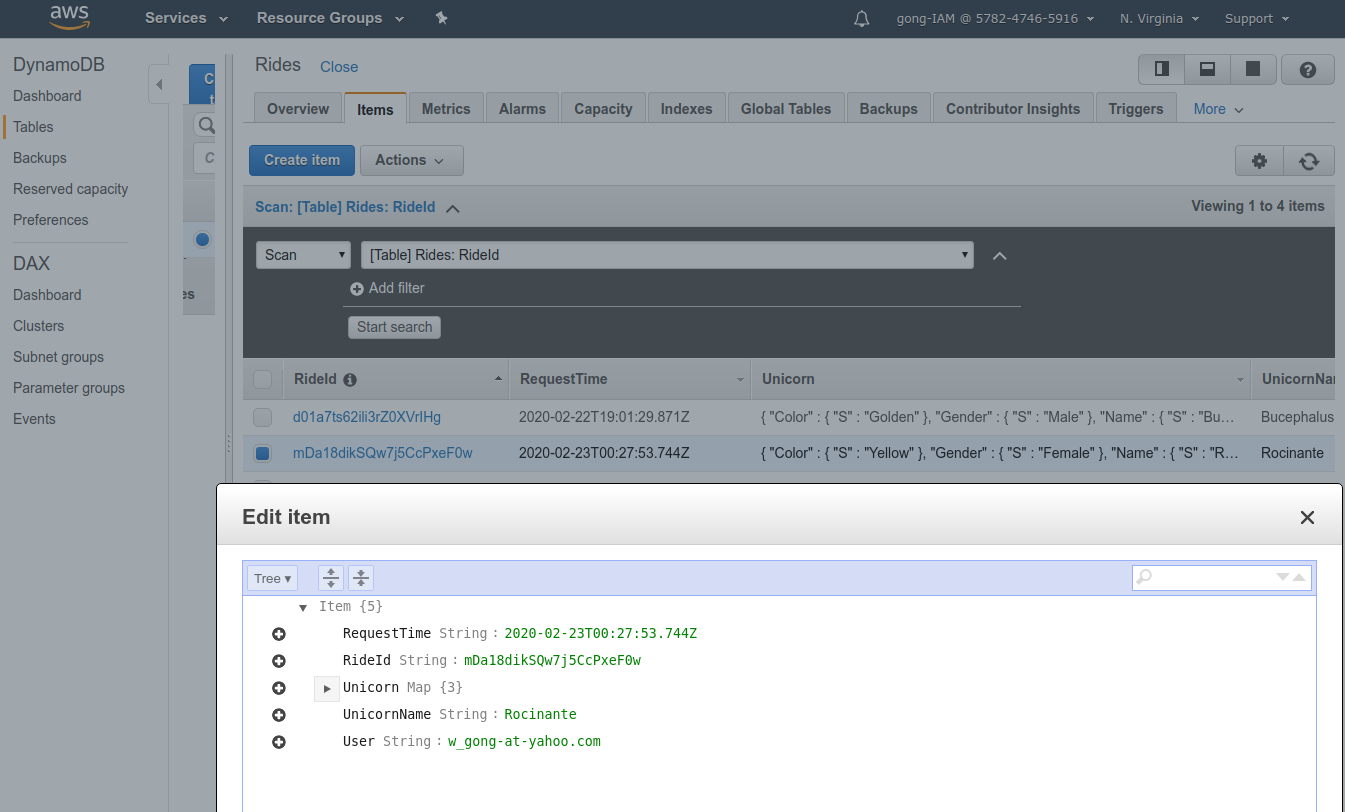 aws Services Resource Groups gong-IAM @ 5782-4746-5916 N. Virginia Support
DynamoDB
Dashboard
Tables
Backups
Reserved capacity
Preferences
DAX
Dashboard
Clusters
Subnet groups
Parameter groups
Events
C
t
C
es
Rides Close
Overview Items Metrics Alarms Capacity Indexes Global Tables Backups Contributor Insights Triggers More
Create item Actions
Scan: [Table] Rides: RideId Viewing 1 to 4 items
Scan [Table] Rides: RideId
Add filter
Start search
RideId RequestTime Unicorn UnicornNa
d01a7ts62ili3rZ0XVrIHg 2020-02-22T19:01:29.871Z { "Color" : { "S" : "Golden" }, "Gender" : { "S" : "Male" }, "Name" : { "S" : "Bu… Bucephalus
mDa18dikSQw7j5CcPxeF0w 2020-02-23T00:27:53.744Z { "Color" : { "S" : "Yellow" }, "Gender" : { "S" : "Female" }, "Name" : { "S" : "R… Rocinante
Edit item
Tree ▾
Item {5}
RequestTime String : 2020-02-23T00:27:53.744Z
RideId String : mDa18dikSQw7j5CcPxeF0w
Unicorn Map {3}
UnicornName String : Rocinante
User String : w_gong-at-yahoo.com